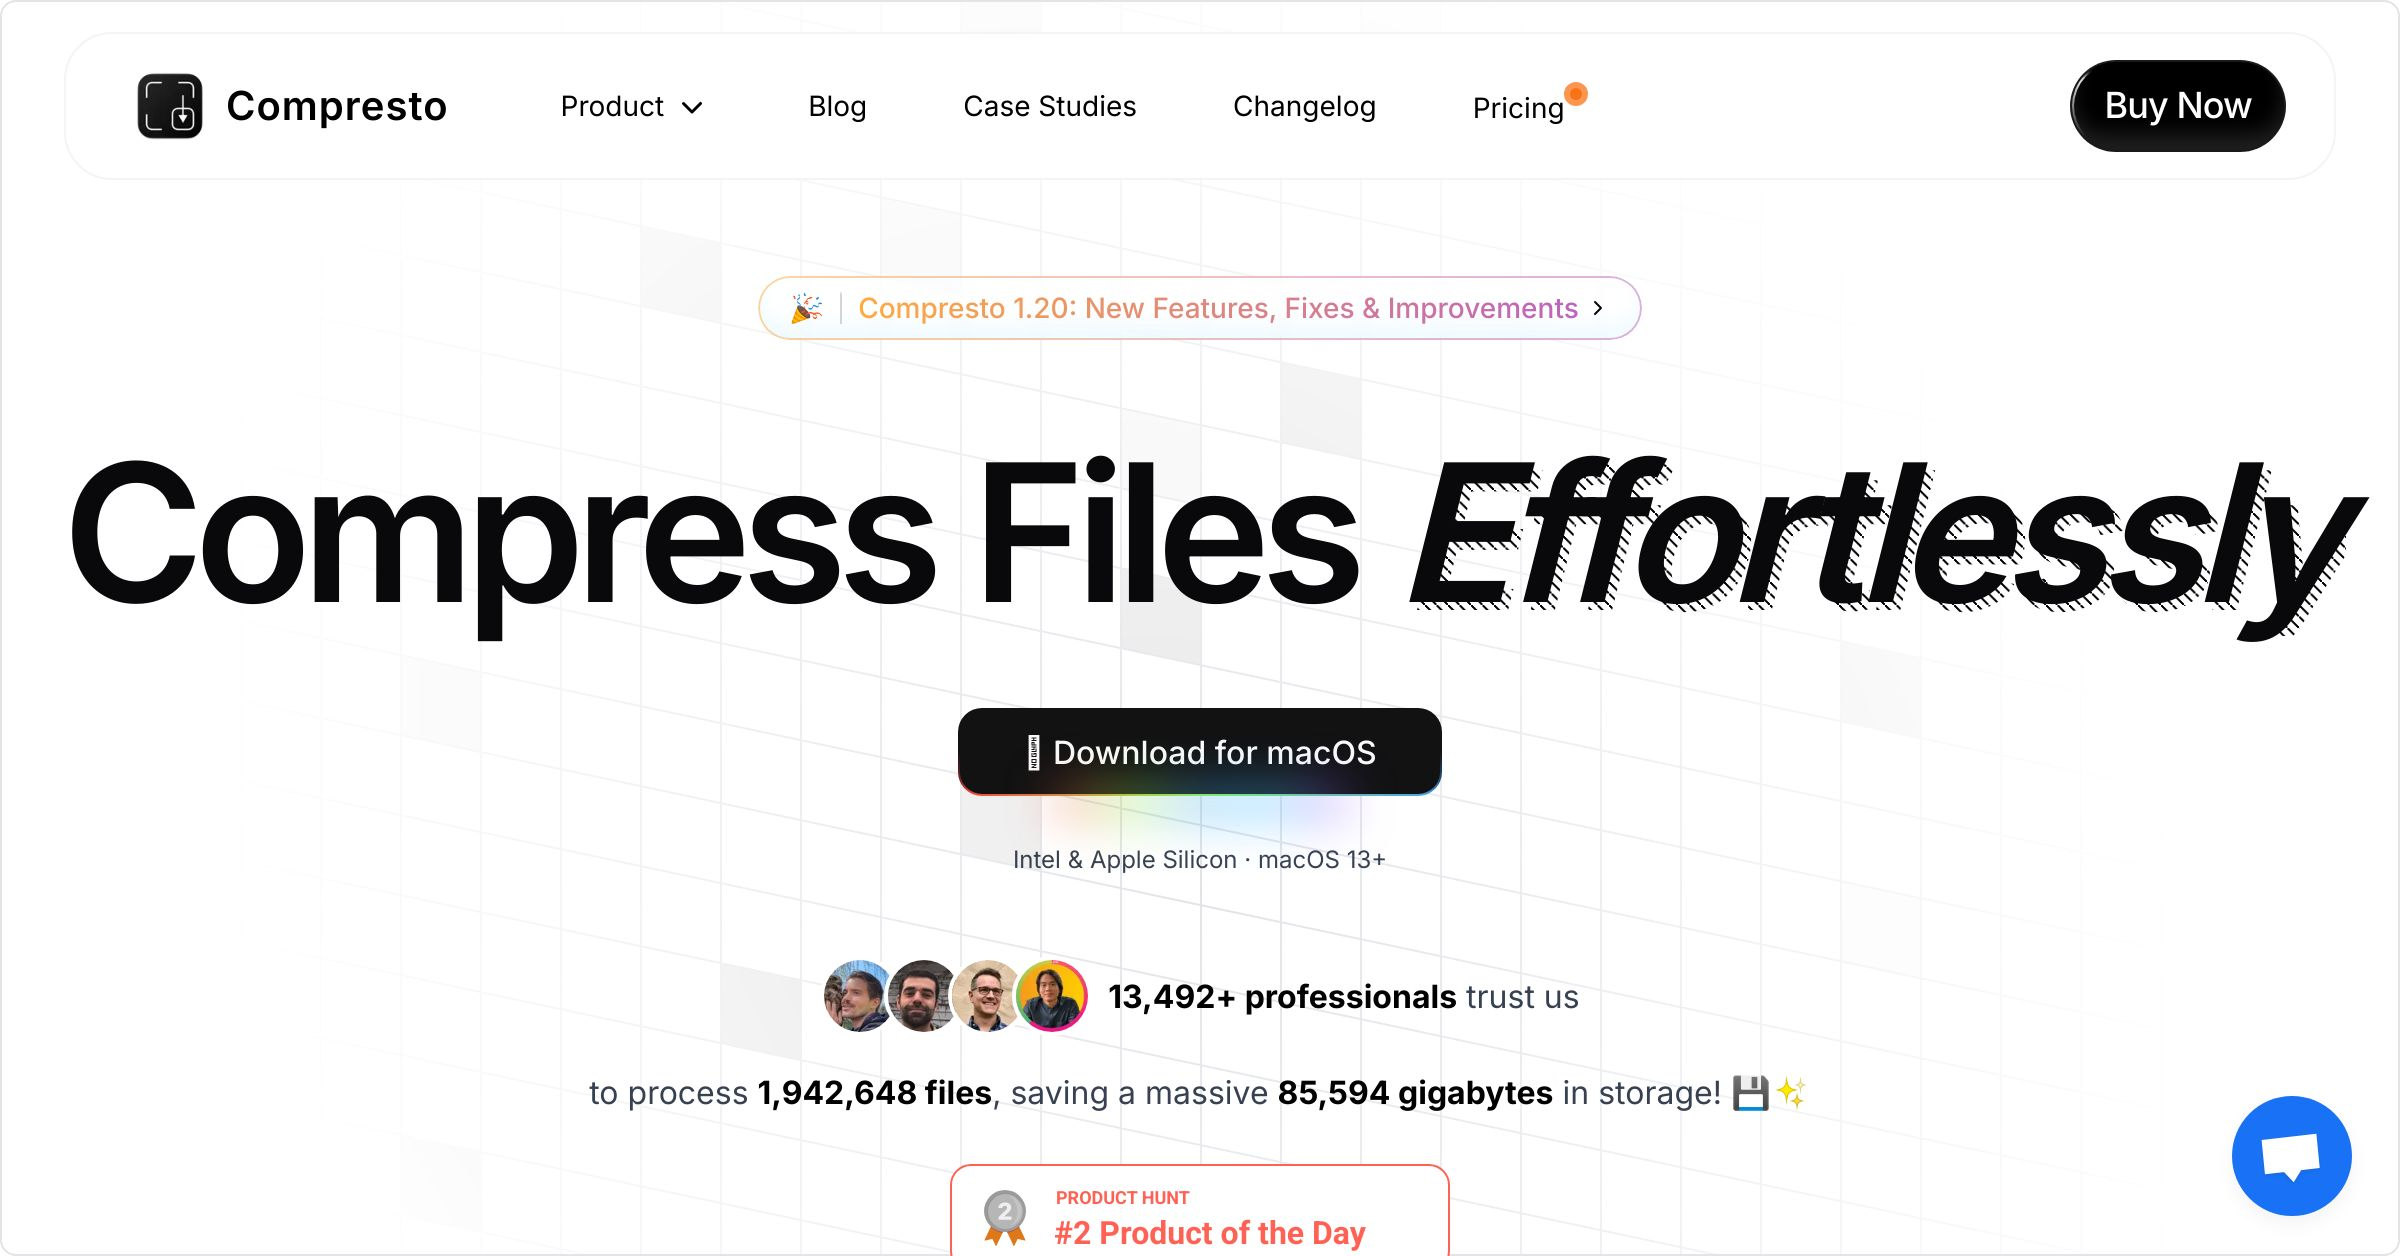 Compresto
Product
Blog
Case Studies
Changelog
Pricing
Buy Now
🎉 Compresto 1.20: New Features, Fixes & Improvements
Compress Files Effortlessly
Download for macOS
Intel & Apple Silicon · macOS 13+
13,492+ professionals trust us
to process 1,942,648 files, saving a massive 85,594 gigabytes in storage! 💾✨
2
PRODUCT HUNT
#2 Product of the Day